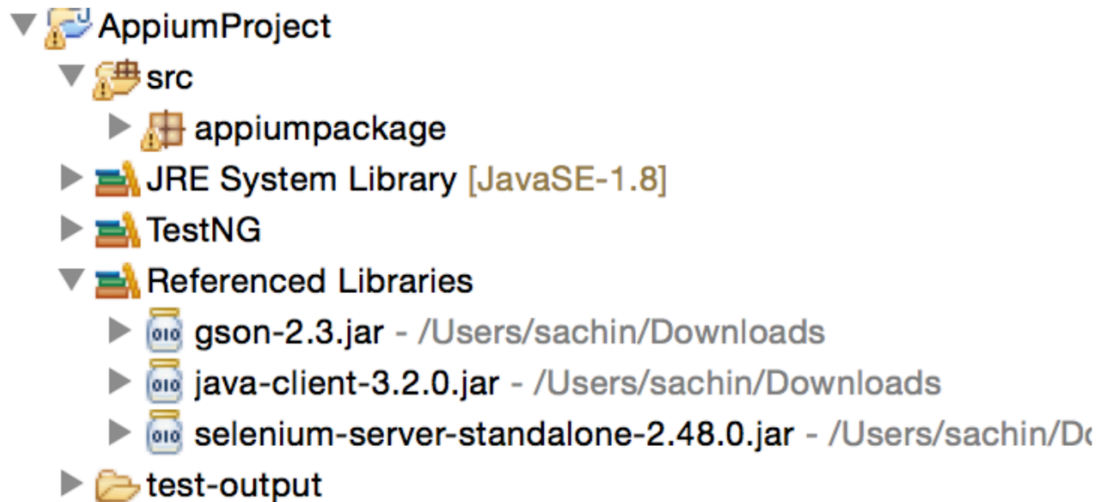 AppiumProject
src
appiumpackage
JRE System Library [JavaSE-1.8]
TestNG
Referenced Libraries
gson-2.3.jar - /Users/sachin/Downloads
java-client-3.2.0.jar - /Users/sachin/Downloads
selenium-server-standalone-2.48.0.jar - /Users/sachin/Do
test-output